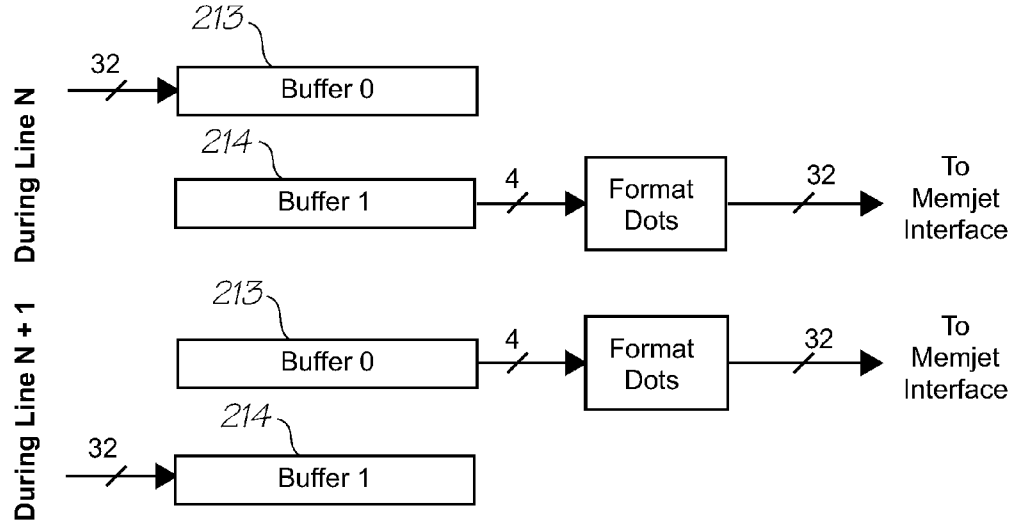 During Line N
213
32
Buffer 0
214
Buffer 1
4
Format
Dots
32
To
Memjet
Interface
During Line N + 1
213
Buffer 0
4
Format
Dots
32
To
Memjet
Interface
214
32
Buffer 1